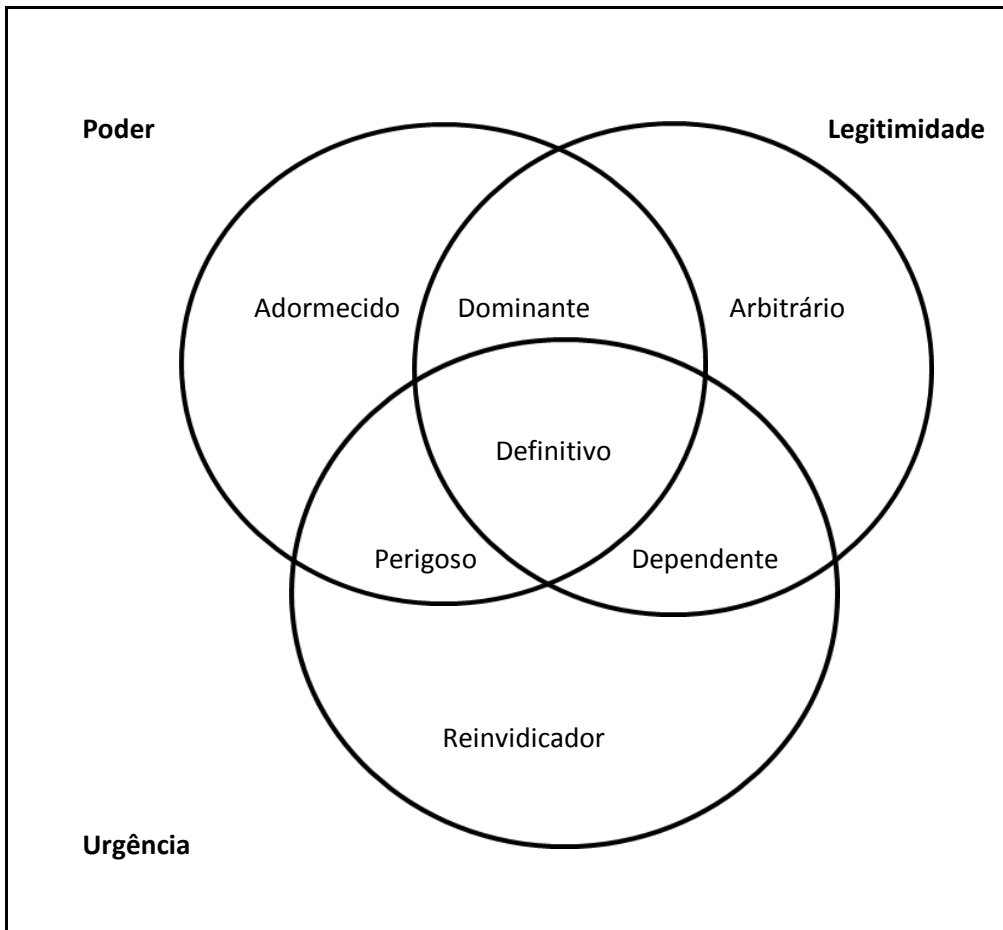 Poder
Legitimidade
Adormecido
Dominante
Arbitrário
Definitivo
Perigoso
Dependente
Reinvidicador
Urgência